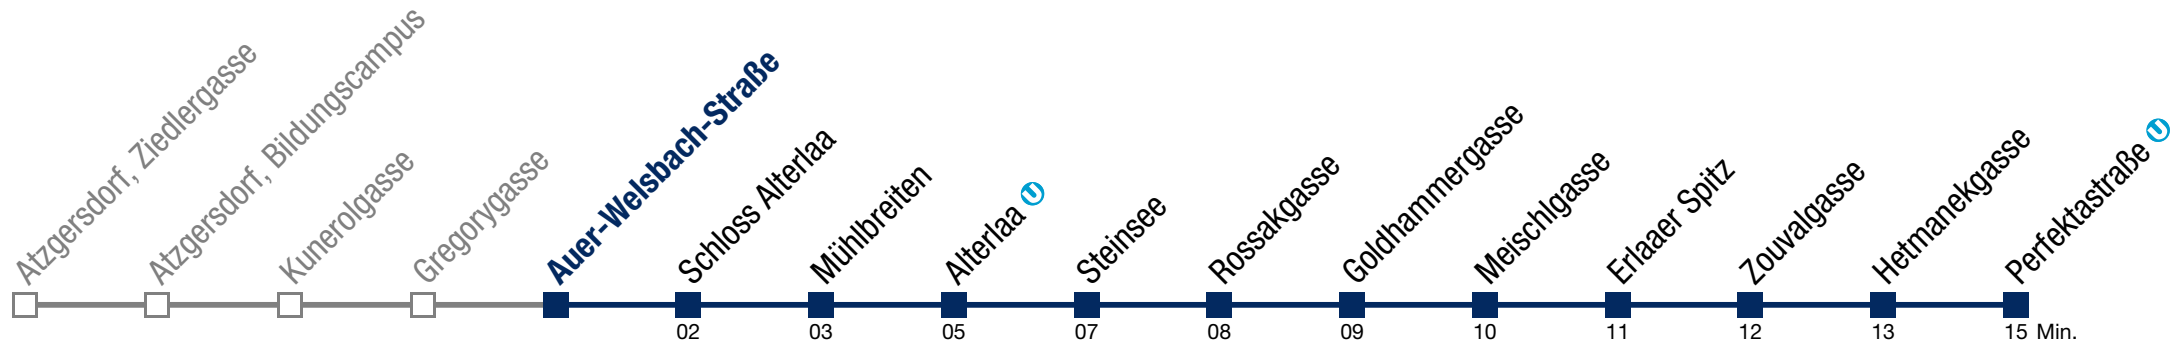 Atzgersdorf, Ziedlergasse
Atzgersdorf, Bildungscampus
Kunerolgasse
Gregorygasse
Auer-Welsbach-Straße
Schloss Alterlaa
Mühlbreiten
Alterlaa U
Steinsee
Rossakgasse
Goldhammergasse
Meischlgasse
Erlaaer Spitz
Zouvalgasse
Hetmanekgasse
Perfektastraße U
02 03 05 07 08 09 10 11 12 13 15 Min.